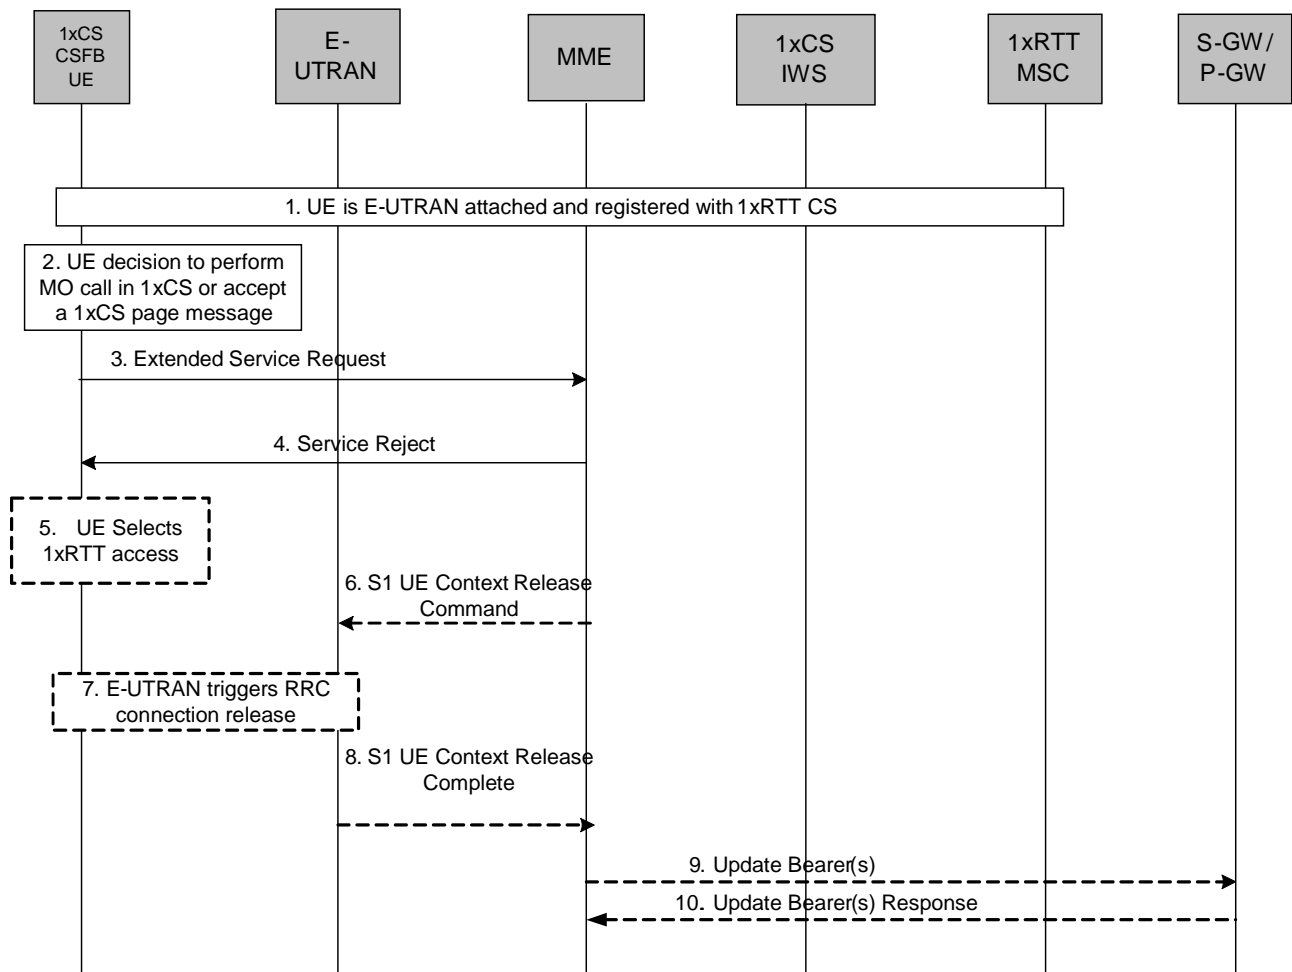 1xCS
CSFB
UE
E-
UTRAN
MME
1xCS
IWS
1xRTT
MSC
S-GW/
P-GW
1. UE is E-UTRAN attached and registered with 1xRTT CS
2. UE decision to perform
MO call in 1xCS or accept
a 1xCS page message
3. Extended Service Request
4. Service Reject
5. UE Selects
1xRTT access
6. S1 UE Context Release
Command
7. E-UTRAN triggers RRC
connection release
8. S1 UE Context Release
Complete
9. Update Bearer(s)
10. Update Bearer(s) Response